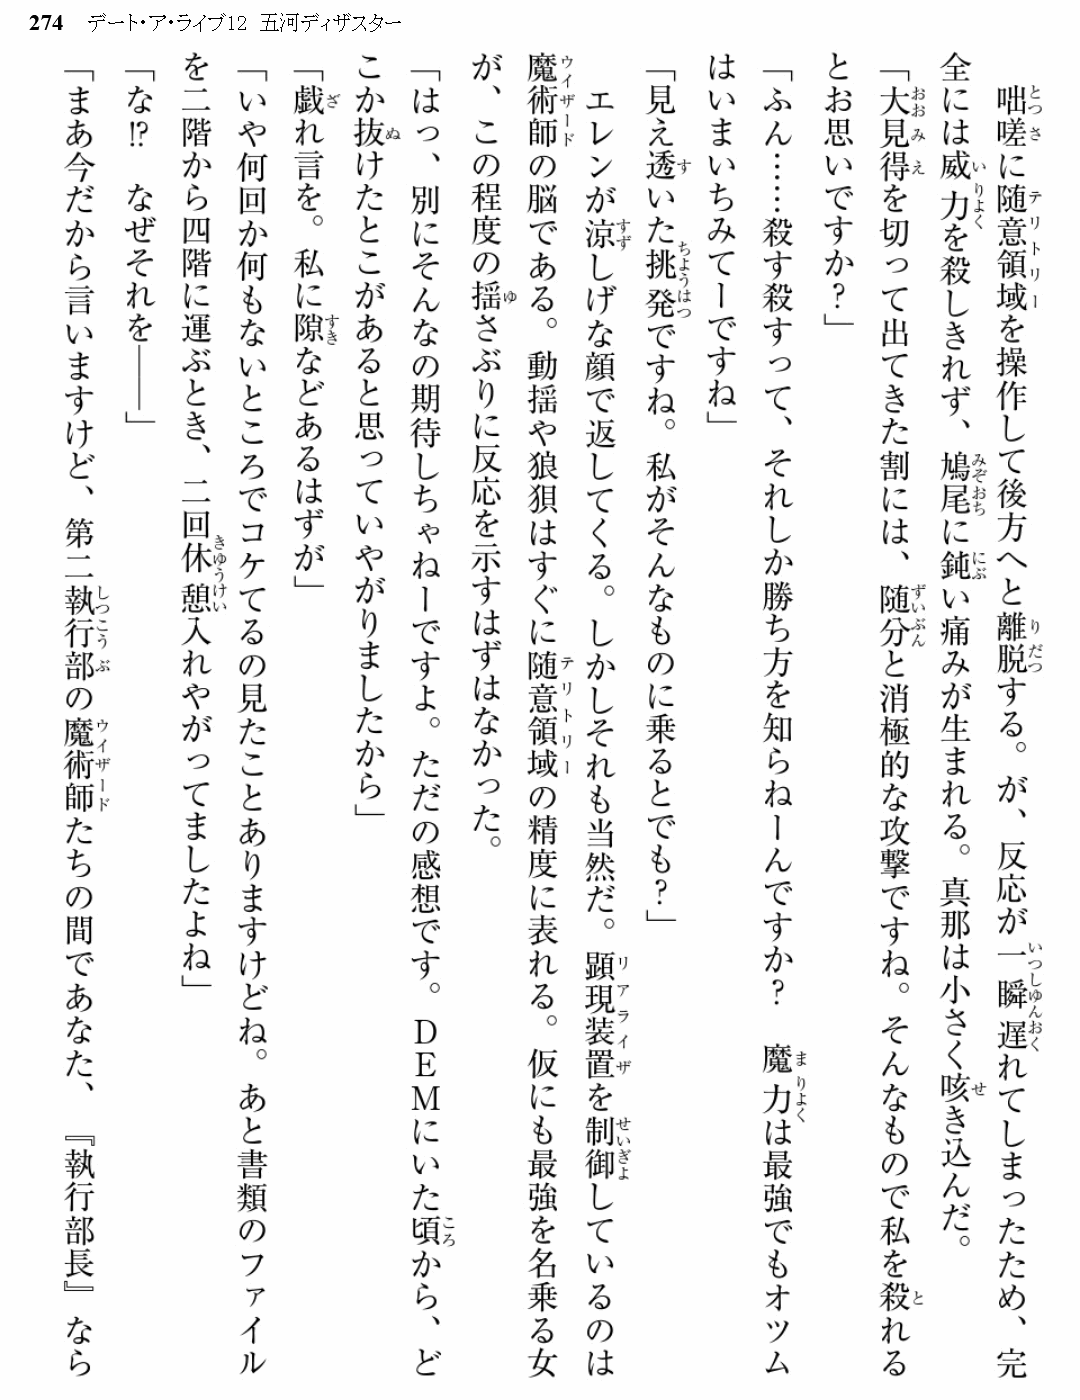 274 デート・ア・ライブ12 五河ディザスター
咄嗟に随意領域を操作して後方へと離脱する。が、反応が一瞬遅れてしまったため、完
全には威力を殺しきれず、鳩尾に鈍い痛みが生まれる。真那は小さく咳き込んだ。
「大見得を切って出てきた割には、随分と消極的な攻撃ですね。そんなもので私を殺れる
とお思いですか?」
「ふん……殺す殺すって、それしか勝ち方を知らねーんですか? 魔力は最強でもオツム
はいまいちみてーですね」
「見え透いた挑発ですね。私がそんなものに乗るとでも?」
エレンが涼しげな顔で返してくる。しかしそれも当然だ。顕現装置を制御しているのは
魔術師の脳である。動揺や狼狽はすぐに随意領域の精度に表れる。仮にも最強を名乗る女
が、この程度の揺さぶりに反応を示すはずはなかった。
「はっ、別にそんなの期待しちゃねーですよ。ただの感想です。DEMにいた頃から、ど
こか抜けたとこがあると思っていやがりましたから」
「戯れ言を。私に隙などあるはずが」
「いや何回か何もないところでコケてるの見たことありますけどね。あと書類のファイル
を二階から四階に運ぶとき、二回休憩入れやがってましたよね」
「な!? なぜそれを――」
「まあ今だから言いますけど、第二執行部の魔術師たちの間であなた、『執行部長』なら